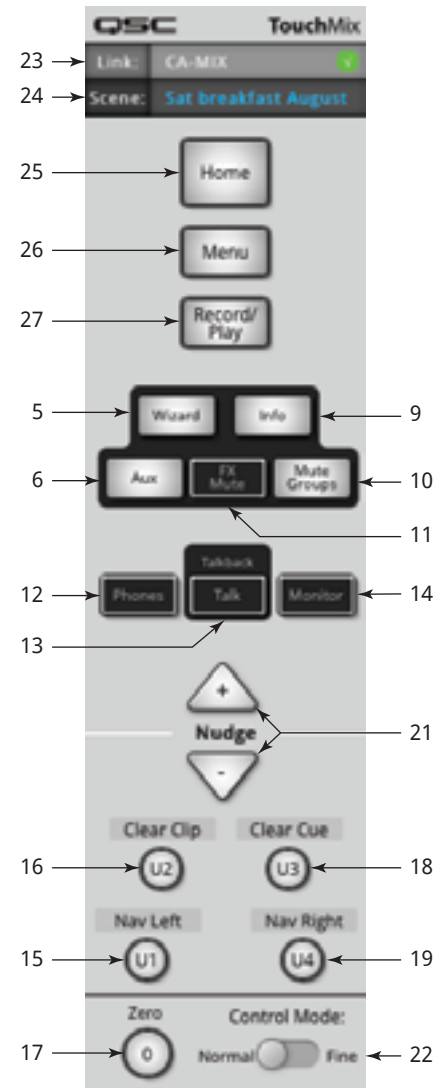 QSC TouchMix
23 Link: CA-MIX √
24 Scene: Sat breakfast August
25 Home
26 Menu
27 Record/
Play
5 Wizard Info 9
6 Aux FX
Mute Mute
Groups 10
11
Talkback
12 Phones Talk Monitor 14
13
+
Nudge 21
-
Clear Clip Clear Cue
16 U2 U3 18
Nav Left Nav Right
15 U1 U4 19
Zero Control Mode:
17 0 Normal Fine 22